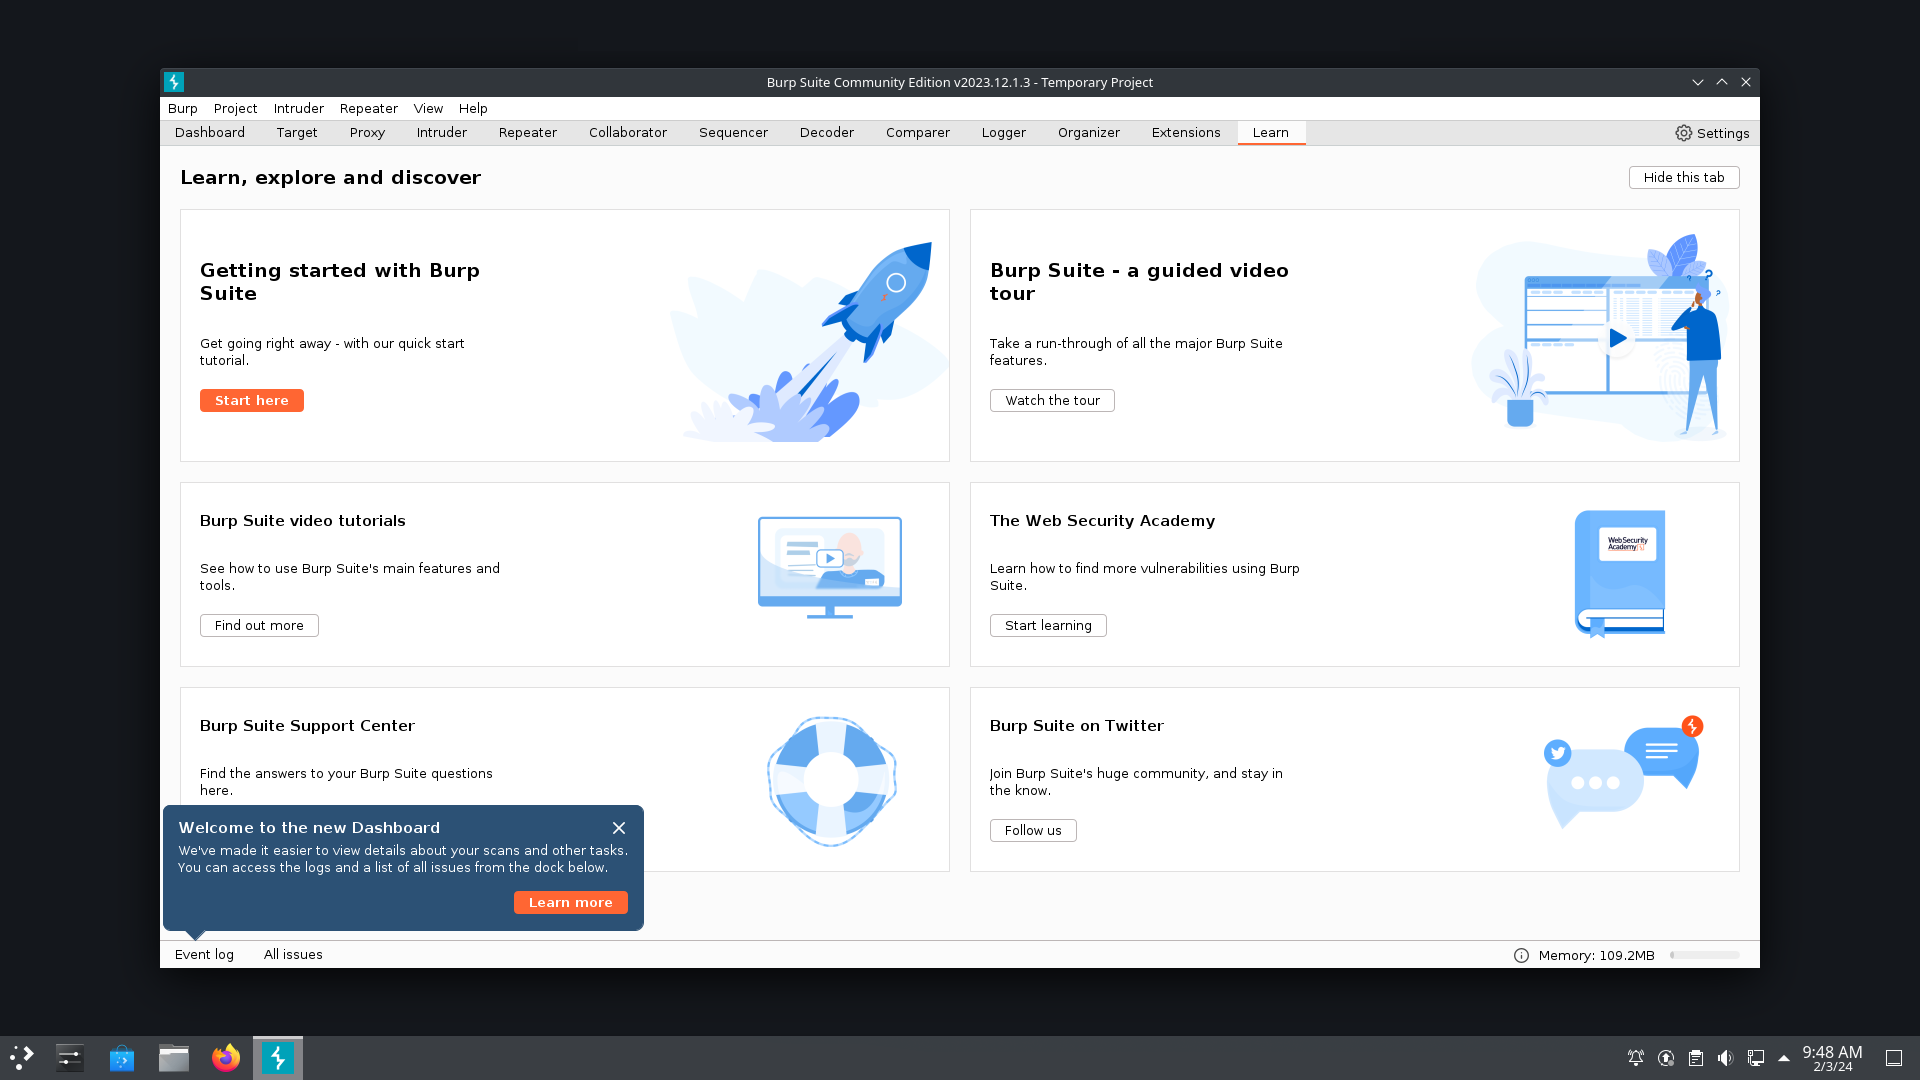 Burp Suite Community Edition v2023.12.1.3 - Temporary Project
Burp Project Intruder Repeater View Help
Dashboard Target Proxy Intruder Repeater Collaborator Sequencer Decoder Comparer Logger Organizer Extensions Learn Settings
Learn, explore and discover
Hide this tab
Getting started with Burp
Suite
Get going right away - with our quick start
tutorial.
Start here
Burp Suite - a guided video
tour
Take a run-through of all the major Burp Suite
features.
Watch the tour
Burp Suite video tutorials
See how to use Burp Suite's main features and
tools.
Find out more
The Web Security Academy
Learn how to find more vulnerabilities using Burp
Suite.
Start learning
WebSecurity
Academy
Burp Suite Support Center
Find the answers to your Burp Suite questions
here.
Burp Suite on Twitter
Join Burp Suite's huge community, and stay in
the know.
Follow us
Welcome to the new Dashboard
We've made it easier to view details about your scans and other tasks.
You can access the logs and a list of all issues from the dock below.
Learn more
Event log All issues
Memory: 109.2MB
9:48 AM
2/3/24